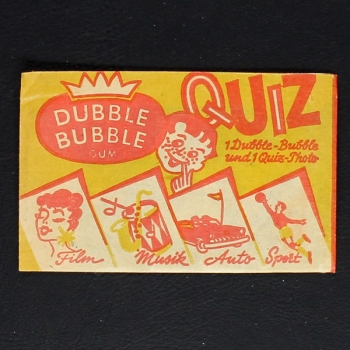 DUBBLE
BUBBLE
GUM
QUIZ
1 Dubble-Bubble
und 1 Quiz-Photo
Film
Musik
Auto
Sport